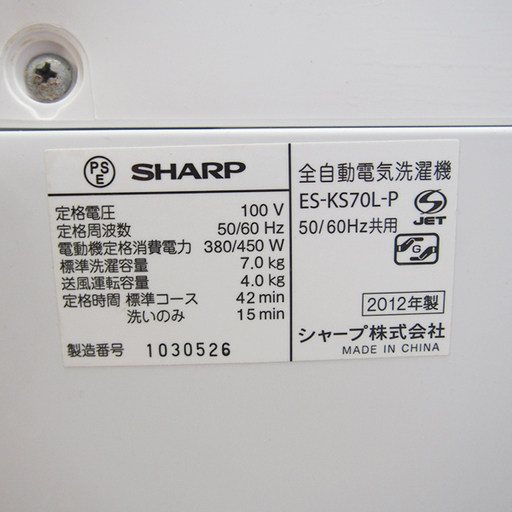 PS
E
SHARP
定格電圧 100 V
定格周波数 50/60 Hz
電動機定格消費電力 380/450 W
標準洗濯容量 7.0 kg
送風運転容量 4.0 kg
定格時間 標準コース 42 min
洗いのみ 15 min
製造番号 1030526
全自動電気洗濯機
ES-KS70L-P
50/60Hz共用
S
JET
G
2012年製
シャープ株式会社
MADE IN CHINA